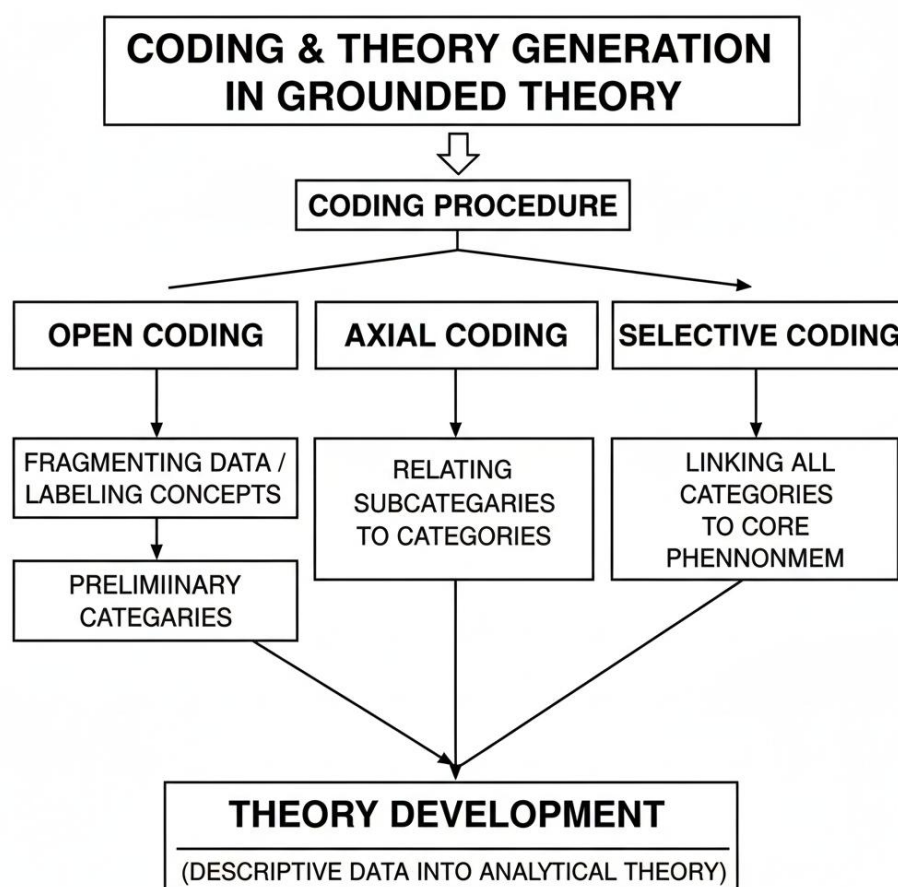 CODING & THEORY GENERATION
IN GROUNDED THEORY
CODING PROCEDURE
OPEN CODING
AXIAL CODING
SELECTIVE CODING
FRAGMENTING DATA /
LABELING CONCEPTS
PRELIMIINARY
CATEGARIES
RELATING
SUBCATEGARIES
TO CATEGORIES
LINKING ALL
CATEGORIES
TO CORE
PHENNONMEM
THEORY DEVELOPMENT
(DESCRIPTIVE DATA INTO ANALYTICAL THEORY)